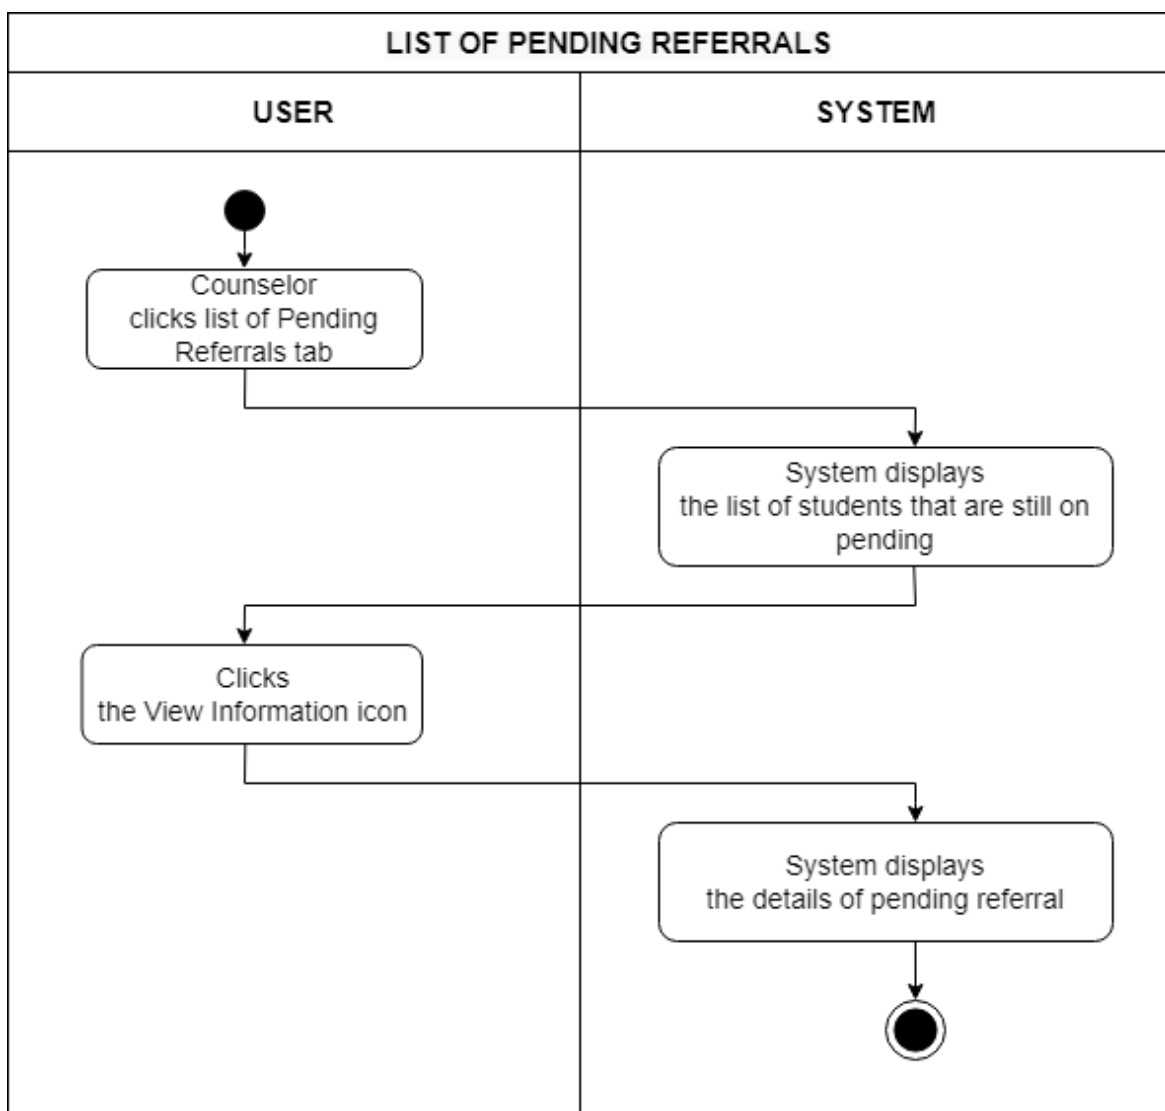 LIST OF PENDING REFERRALS
USER
SYSTEM
Counselor
clicks list of Pending
Referrals tab
System displays
the list of students that are still on
pending
Clicks
the View Information icon
System displays
the details of pending referral